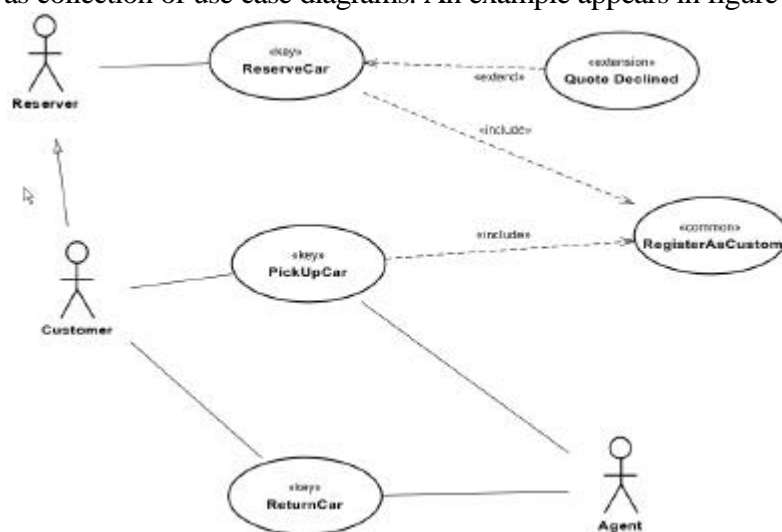 as collection of use case diagrams. An example appears in figure
«key»
ReserveCar
«extension»
Quote Declined
«extend»
Reserver
«include»
«common»
RegisterAsCustom
«key»
PickUpCar
«include»
Customer
«key»
ReturnCar
Agent